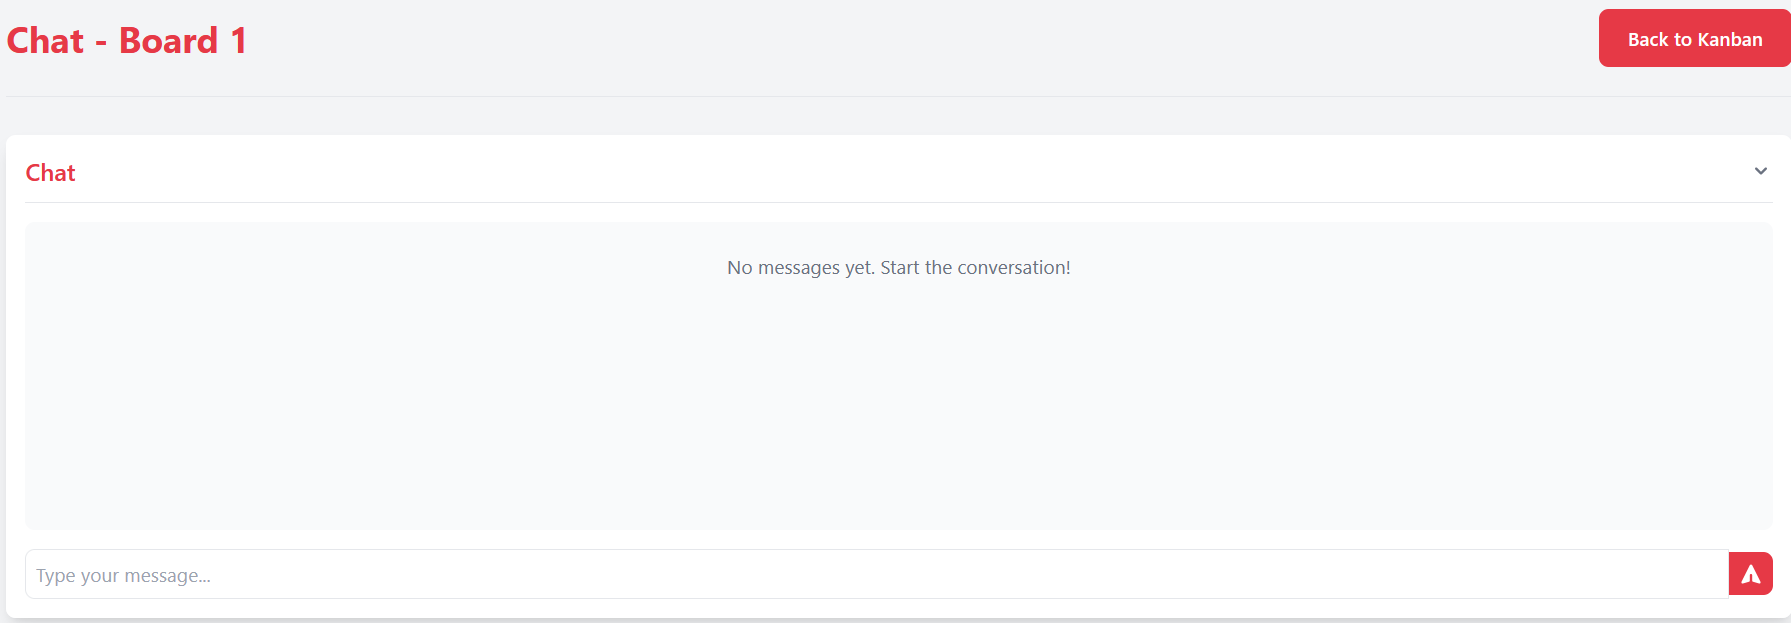 Chat - Board 1
Back to Kanban
Chat
No messages yet. Start the conversation!
Type your message...